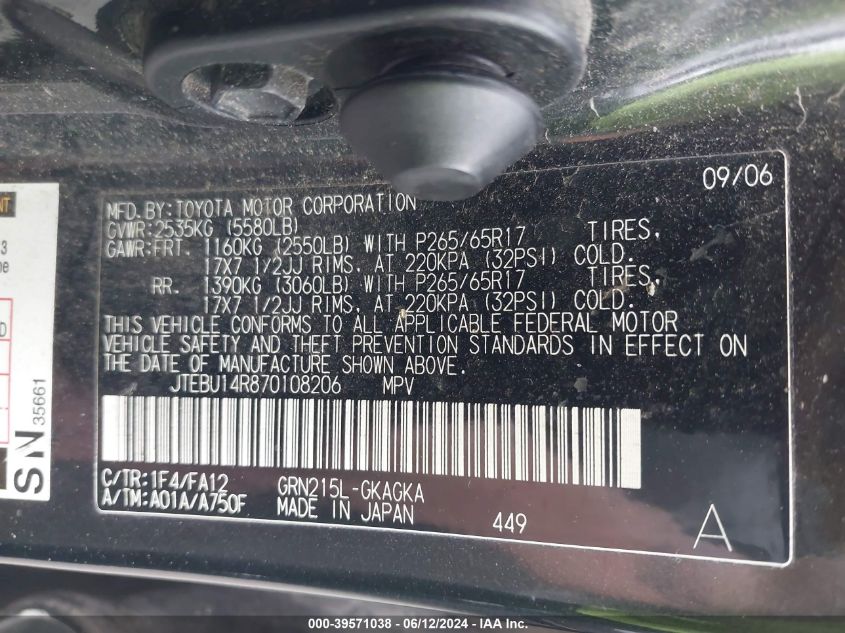 09/06
MFD.BY:TOYOTA MOTOR CORPORATION
GVWR:2535KG (5580LB)
GAWR:FRT. 1160KG (2550LB) WITH P265/65R17 TIRES,
17X7 1/2JJ RIMS, AT 220KPA (32PSI) COLD.
RR. 1390KG (3060LB) WITH P265/65R17 TIRES,
17X7 1/2JJ RIMS, AT 220KPA (32PSI) COLD.
THIS VEHICLE CONFORMS TO ALL APPLICABLE FEDERAL MOTOR
VEHICLE SAFETY AND THEFT PREVENTION STANDARDS IN EFFECT ON
THE DATE OF MANUFACTURE SHOWN ABOVE.
JTEBU14R870108206 MPV
C/TR:1F4/FA12 GRN215L-GKAGKA
A/TM:A01A/A750F MADE IN JAPAN 449 A
SN 35661
000-39571038 - 06/12/2024 - IAA Inc.